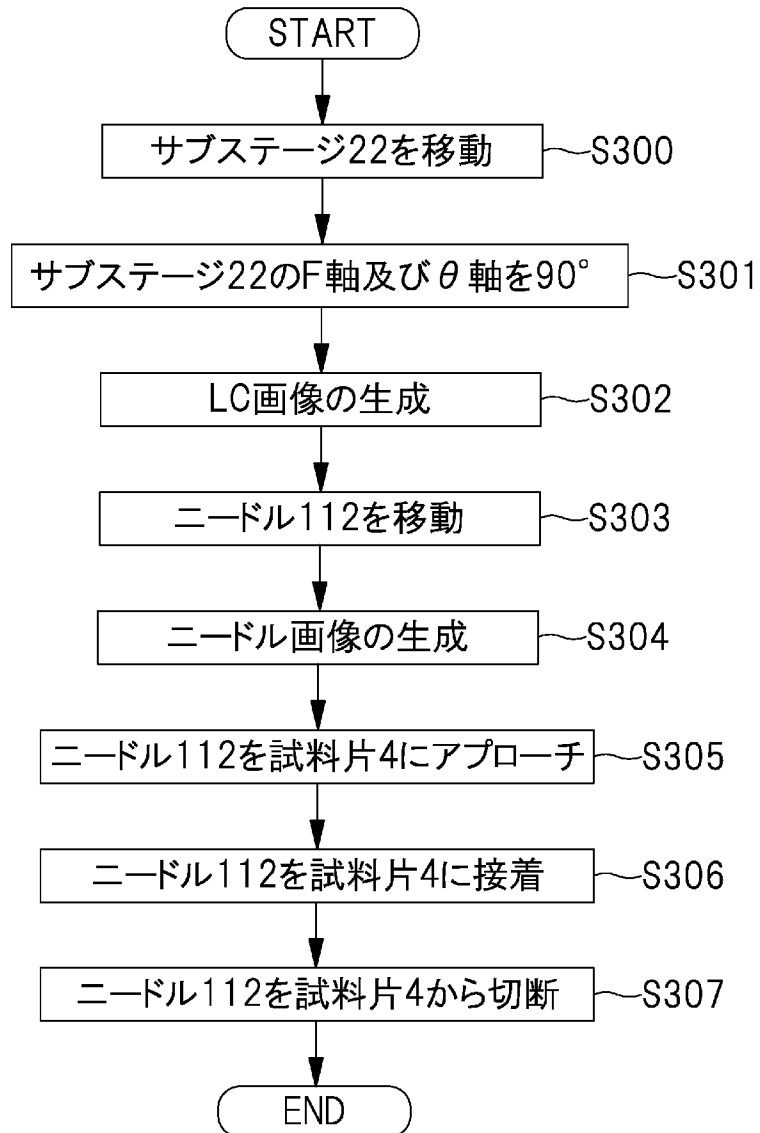 START
サブステージ22を移動 S300
サブステージ22のF軸及びθ軸を90° S301
LC画像の生成 S302
ニードル112を移動 S303
ニードル画像の生成 S304
ニードル112を試料片4にアプローチ S305
ニードル112を試料片4に接着 S306
ニードル112を試料片4から切断 S307
END